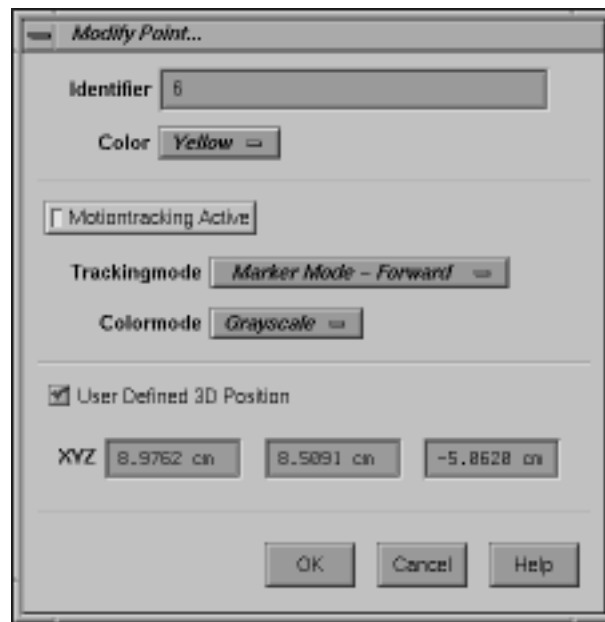 Modify Point...
Identifier 6
Color Yellow
Motiontracking Active
Trackingmode Marker Mode - Forward
Colormode Grayscale
User Defined 3D Position
XYZ 8.9762 cm 8.5091 cm -5.0620 cm
OK Cancel Help